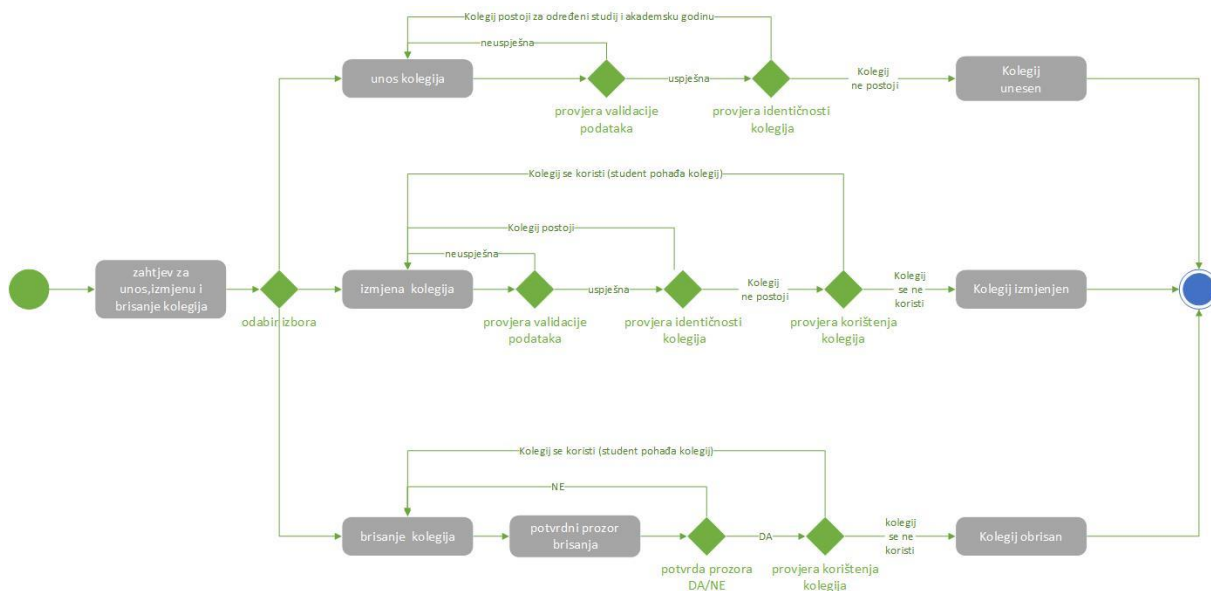 Kolegij postoji za određeni studij i akademsku godinu
neuspješna
unos kolegija
uspješna
Kolegij
ne postoji
Kolegij
unesen
provjera validacije
podataka
provjera identičnosti
kolegija
Kolegij se koristi (student pohađa kolegij)
Kolegij postoji
neuspješna
zahtjev za
unos,izmjenu i
brisanje kolegija
odabir izbora
izmjena kolegija
uspješna
Kolegij
ne postoji
Kolegij
se ne
koristi
Kolegij izmjenjen
provjera validacije
podataka
provjera identičnosti
kolegija
provjera korištenja
kolegija
Kolegij se koristi (student pohađa kolegij)
NE
brisanje kolegija
potvrdni prozor
brisanja
DA
kolegij
se ne
koristi
Kolegij obrisan
potvrda prozora
DA/NE
provjera korištenja
kolegija